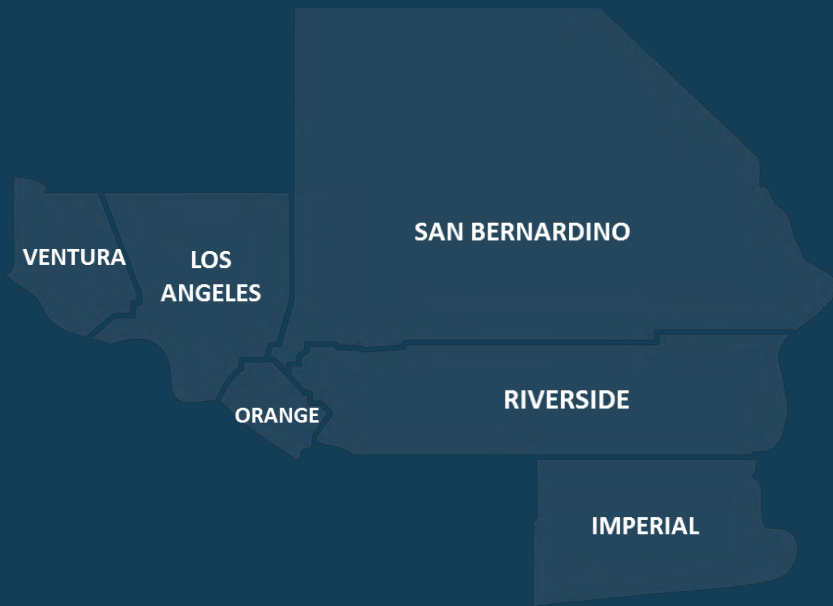 SAN BERNARDINO
VENTURA
LOS
ANGELES
RIVERSIDE
ORANGE
IMPERIAL